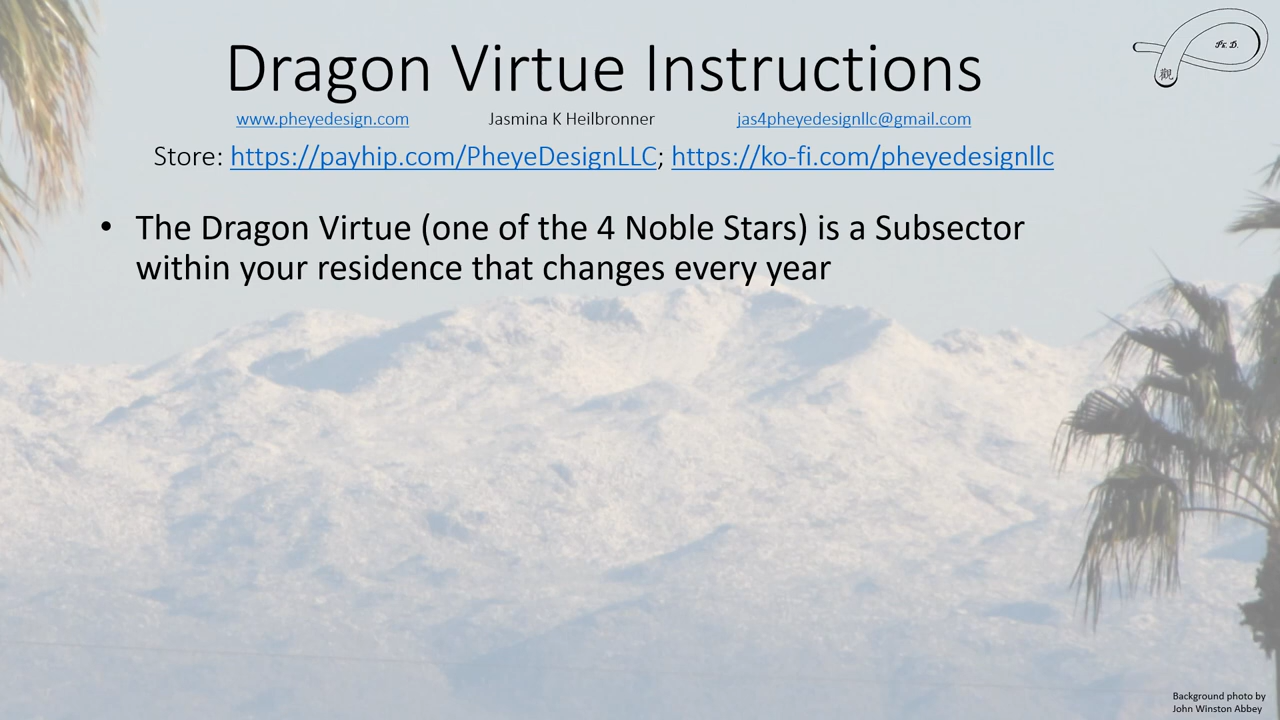 Dragon Virtue Instructions
Ph. D.
觀
www.pheyedesign.com Jasmina K Heilbronner jas4pheyedesignllc@gmail.com
Store: https://payhip.com/PheyeDesignLLC; https://ko-fi.com/pheyedesignllc
• The Dragon Virtue (one of the 4 Noble Stars) is a Subsector
within your residence that changes every year
Background photo by
John Winston Abbey